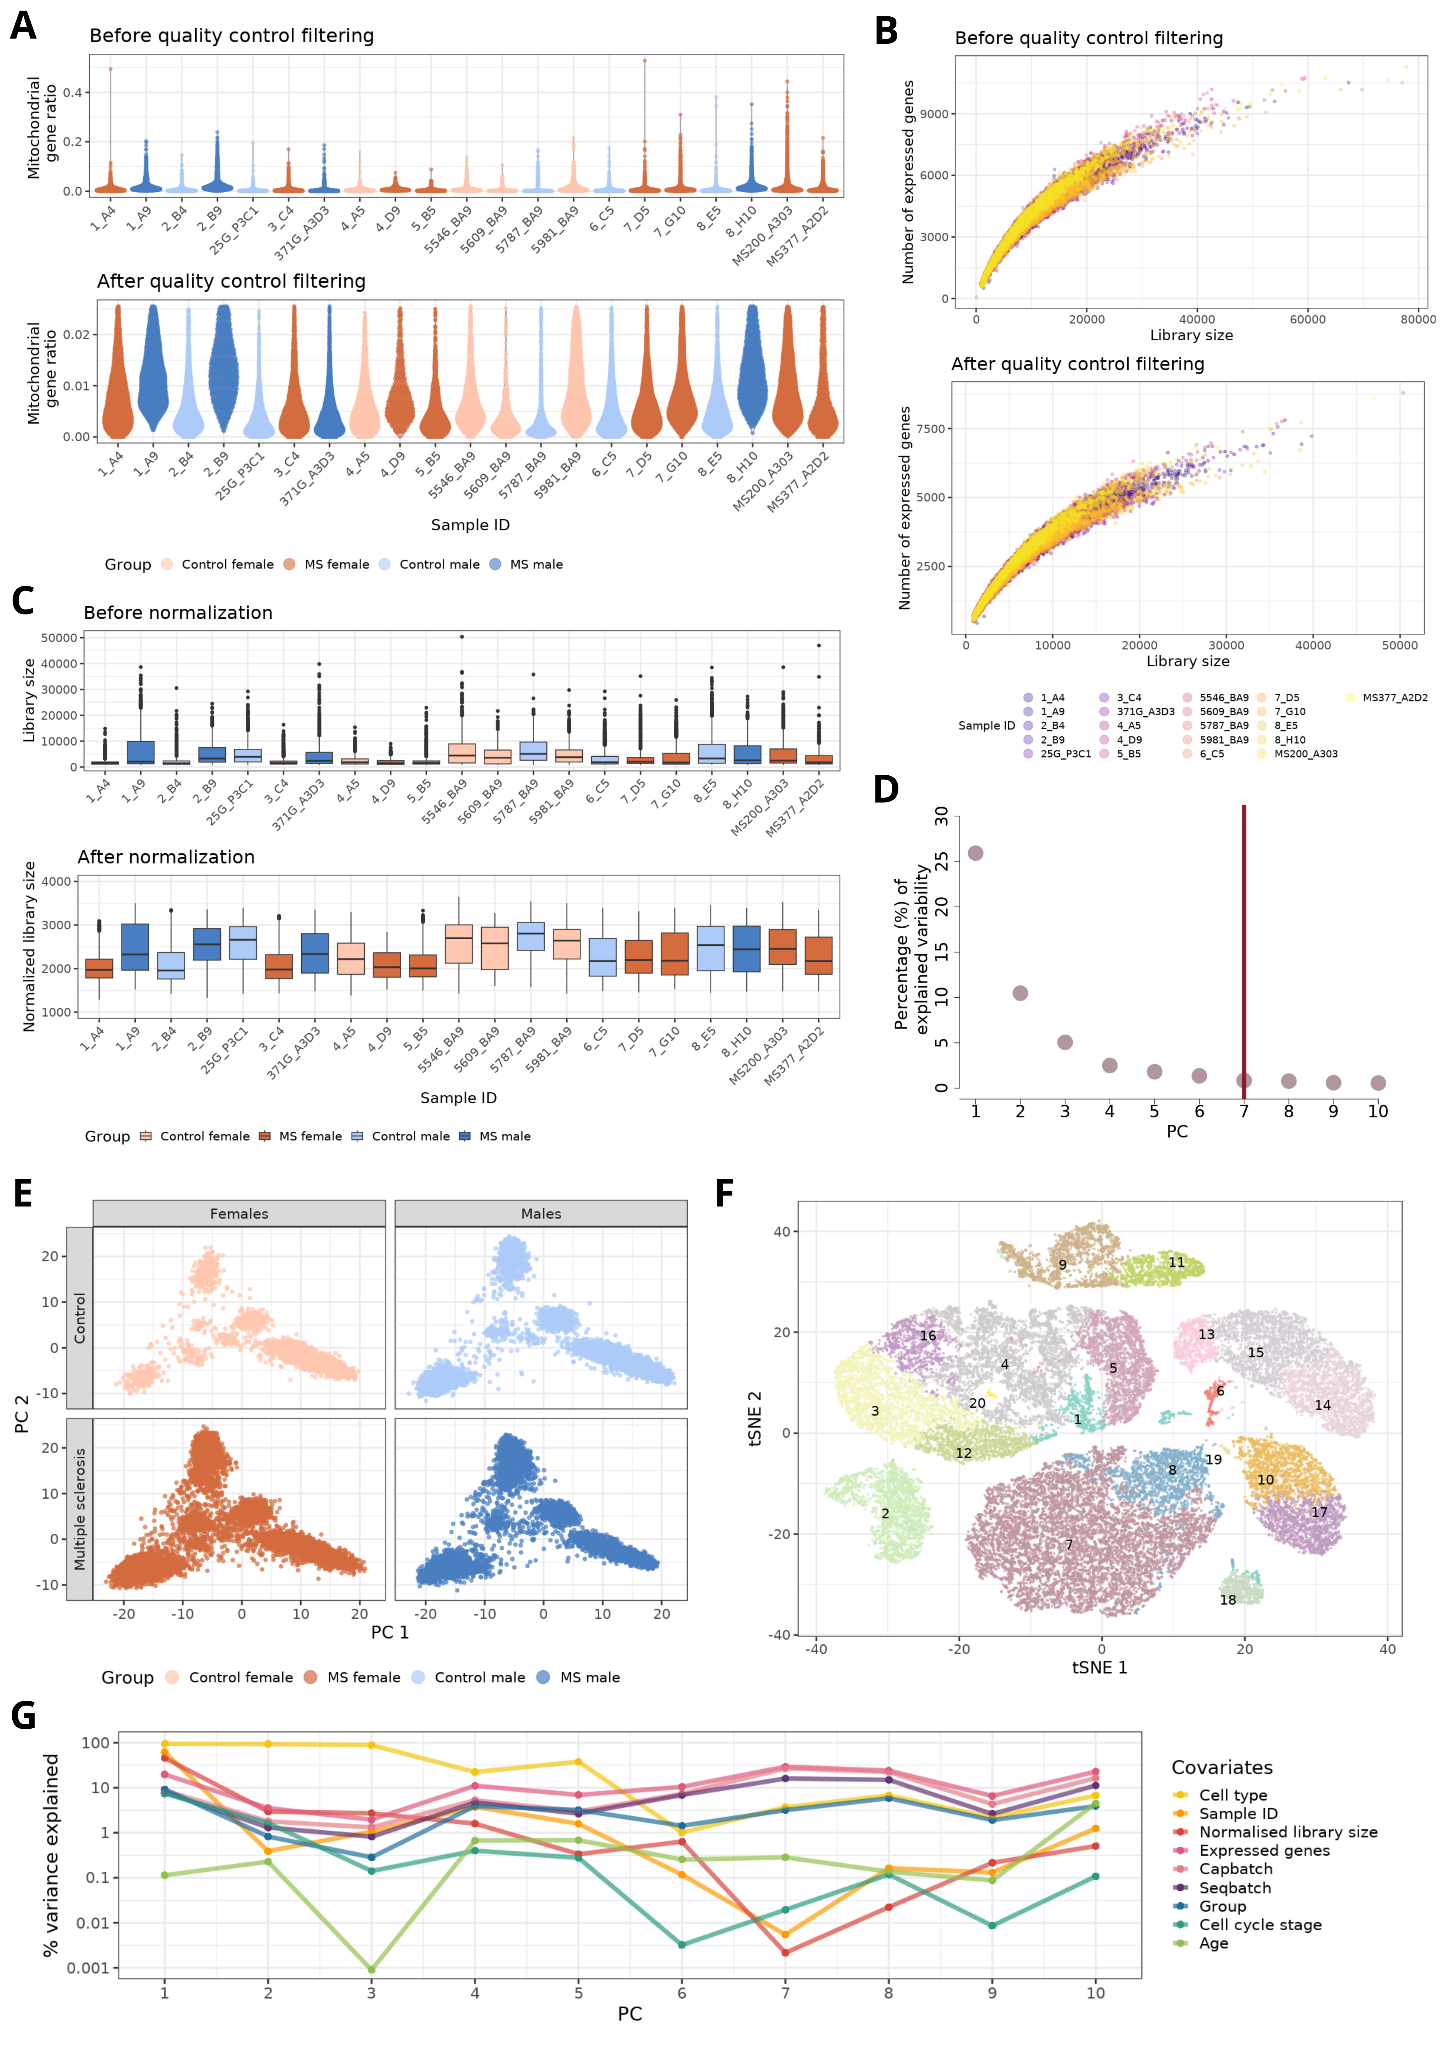 A
Before quality control filtering
Mitochondrial
gene ratio
0.4
0.2
0.0
1_A4 1_A9 2_B4 2_B9 25G_P3C1 3_C4 371G_A3D3 4_A5 4_D9 5_B5 5546_BA9 5609_BA9 5787_BA9 5981_BA9 6_C5 7_D5 7_G10 8_E5 8_H10 MS200_A303 MS377_A2D2
After quality control filtering
Mitochondrial
gene ratio
0.02
0.01
0.00
1_A4 1_A9 2_B4 2_B9 25G_P3C1 3_C4 371G_A3D3 4_A5 4_D9 5_B5 5546_BA9 5609_BA9 5787_BA9 5981_BA9 6_C5 7_D5 7_G10 8_E5 8_H10 MS200_A303 MS377_A2D2
Sample ID
Group Control female MS female Control male MS male
B
Before quality control filtering
Number of expressed genes
9000
6000
3000
0
0 20000 40000 60000 80000
Library size
After quality control filtering
Number of expressed genes
7500
5000
2500
0 10000 20000 30000 40000 50000
Library size
Sample ID
1_A4 3_C4 5546_BA9 7_D5 MS377_A2D2
1_A9 371G_A3D3 5609_BA9 7_G10
2_B4 4_A5 5787_BA9 8_E5
2_B9 4_D9 5981_BA9 8_H10
25G_P3C1 5_B5 6_C5 MS200_A303
C
Before normalization
Library size
50000
40000
30000
20000
10000
0
1_A4 1_A9 2_B4 2_B9 25G_P3C1 3_C4 371G_A3D3 4_A5 4_D9 5_B5 5546_BA9 5609_BA9 5787_BA9 5981_BA9 6_C5 7_D5 7_G10 8_E5 8_H10 MS200_A303 MS377_A2D2
After normalization
Normalized library size
4000
3000
2000
1000
1_A4 1_A9 2_B4 2_B9 25G_P3C1 3_C4 371G_A3D3 4_A5 4_D9 5_B5 5546_BA9 5609_BA9 5787_BA9 5981_BA9 6_C5 7_D5 7_G10 8_E5 8_H10 MS200_A303 MS377_A2D2
Sample ID
Group Control female MS female Control male MS male
D
Percentage (%) of
explained variability
30
25
20
15
10
5
0
1 2 3 4 5 6 7 8 9 10
PC
E
Females Males
Control
Multiple sclerosis
PC 2
20
10
0
-10
20
10
0
-10
-20 -10 0 10 20 -20 -10 0 10 20
PC 1
Group Control female MS female Control male MS male
F
tSNE 2
40
20
0
-20
-40
9
11
16
13
15
4
5
14
3
20
6
1
12
19
8
10
2
17
7
18
-40 -20 0 20 40
tSNE 1
G
% variance explained
100
10
1
0.1
0.01
0.001
1 2 3 4 5 6 7 8 9 10
PC
Covariates
Cell type
Sample ID
Normalised library size
Expressed genes
Capbatch
Seqbatch
Group
Cell cycle stage
Age